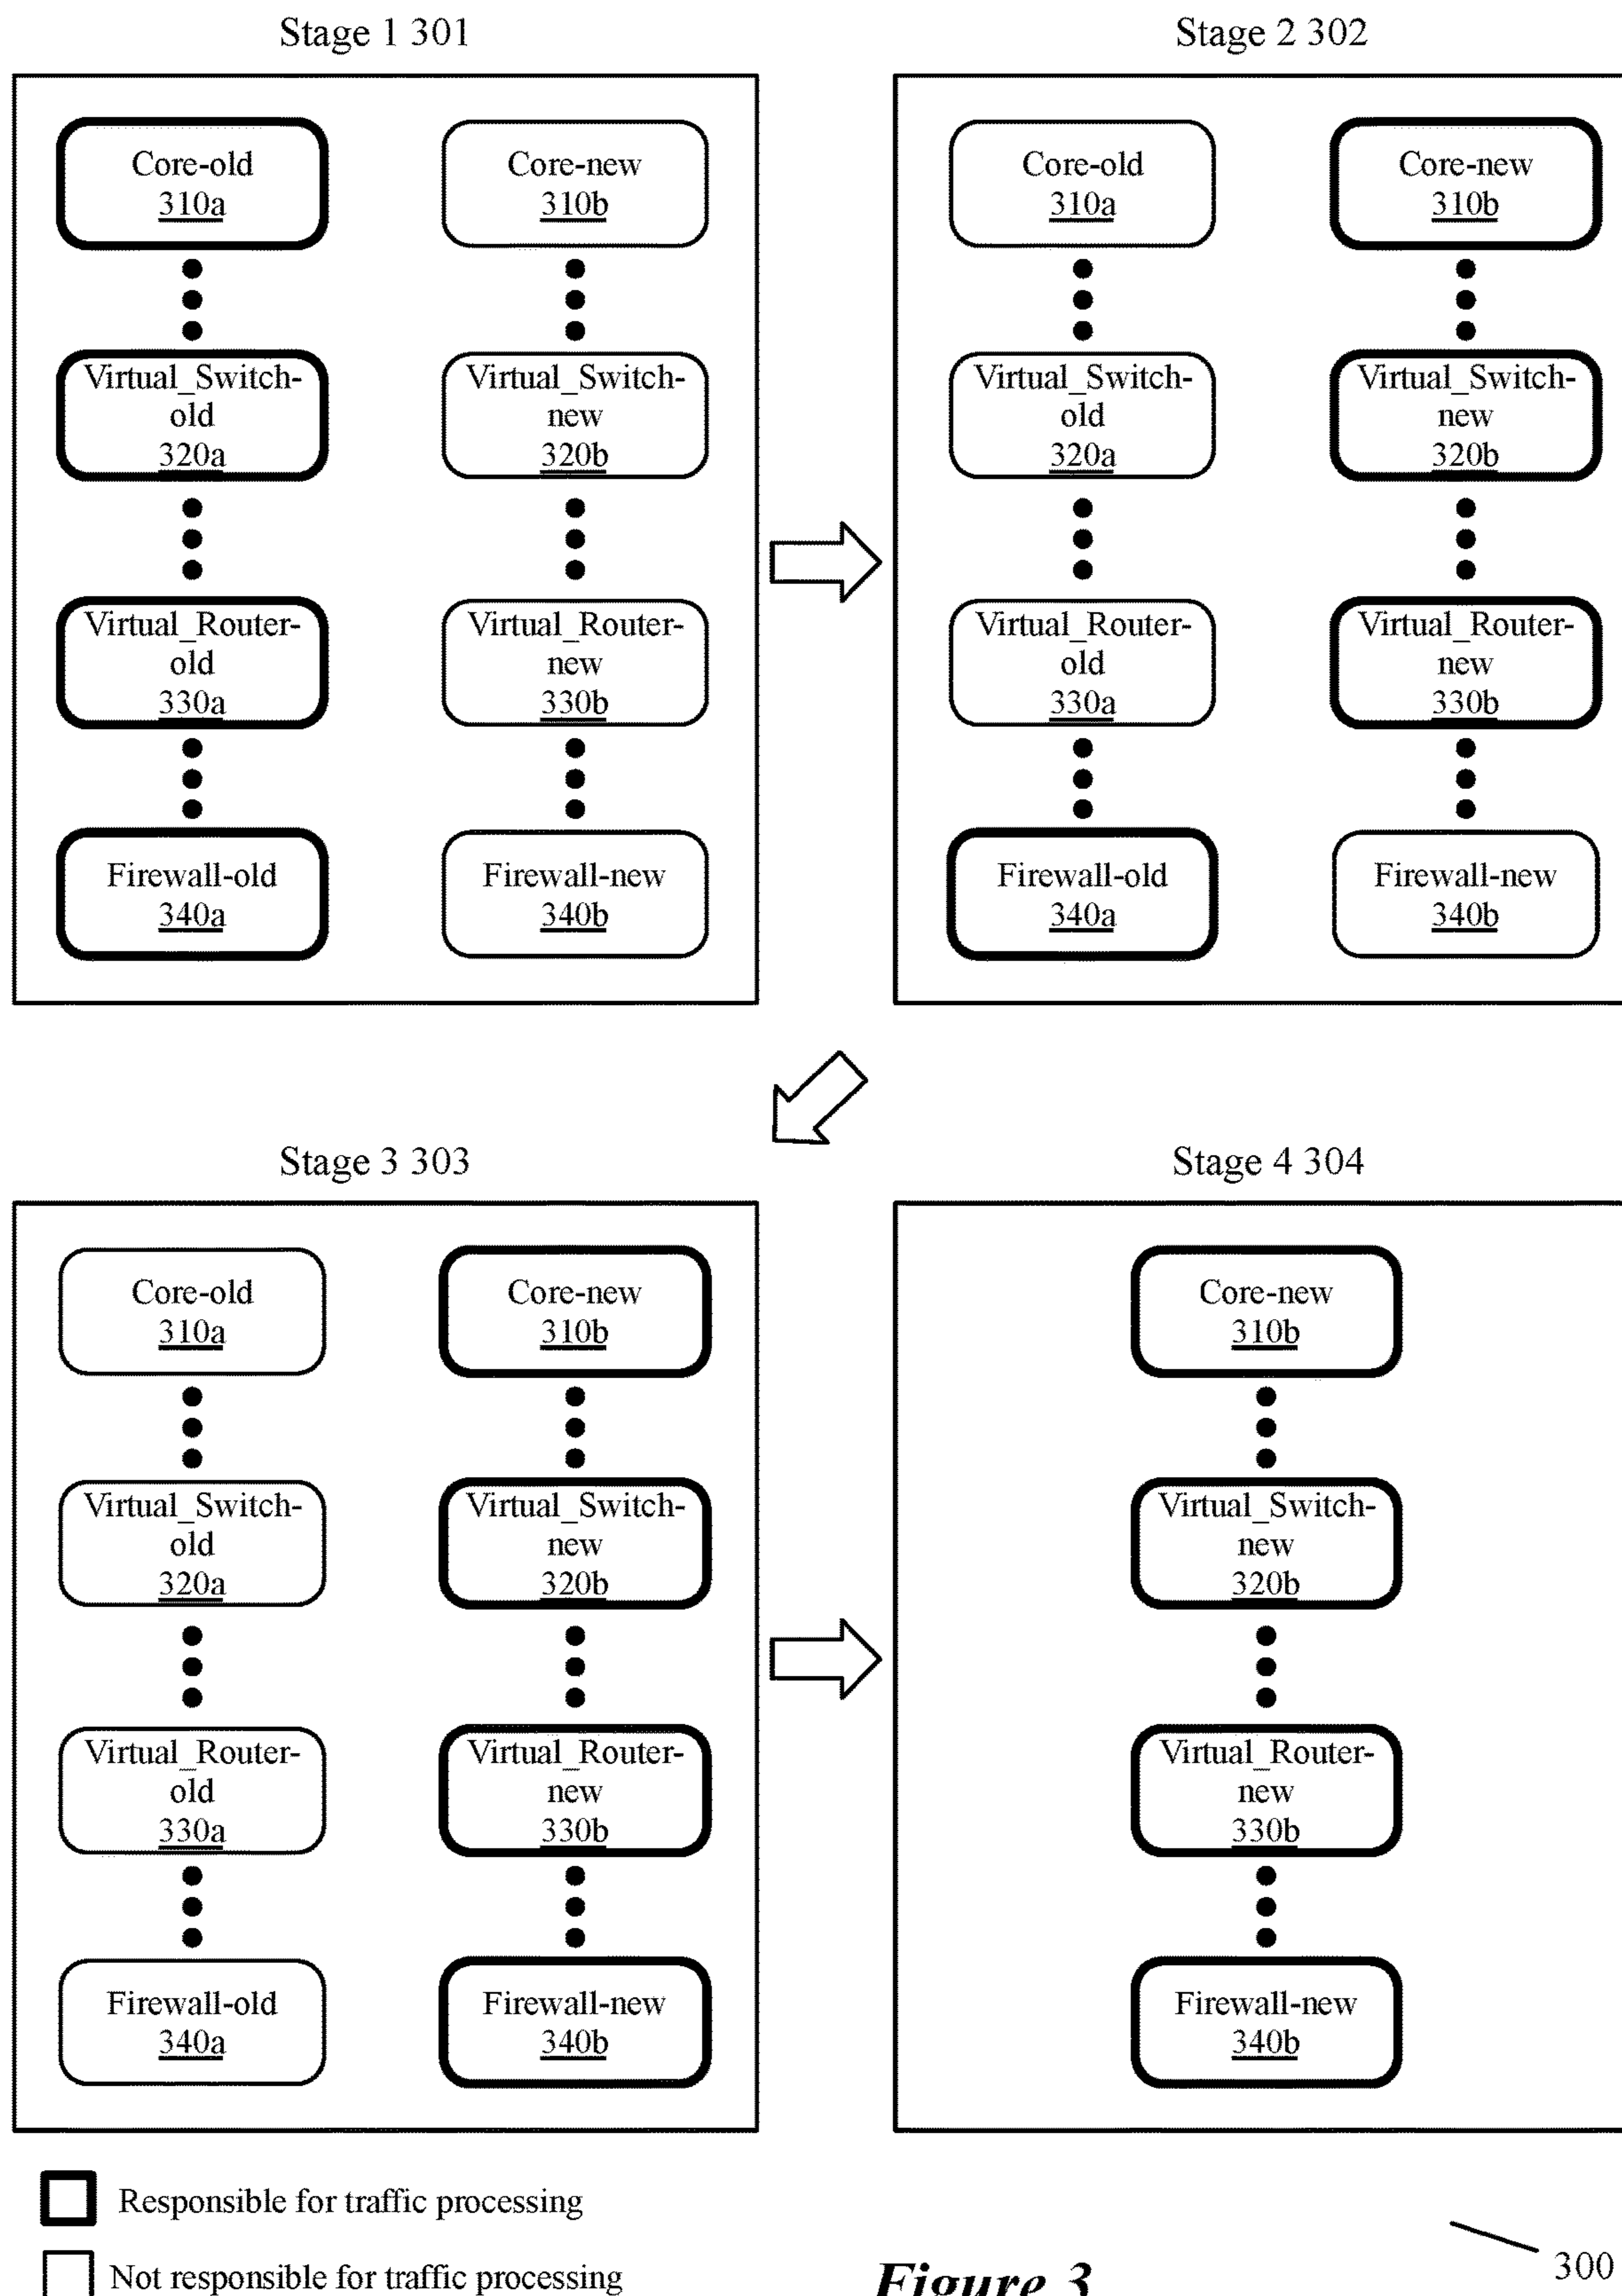 Stage 1 301
Core-old
310a
Core-new
310b
Virtual_Switch-
old
320a
Virtual_Switch-
new
320b
Virtual_Router-
old
330a
Virtual_Router-
new
330b
Firewall-old
340a
Firewall-new
340b
Stage 2 302
Core-old
310a
Core-new
310b
Virtual_Switch-
old
320a
Virtual_Switch-
new
320b
Virtual_Router-
old
330a
Virtual_Router-
new
330b
Firewall-old
340a
Firewall-new
340b
Stage 3 303
Core-old
310a
Core-new
310b
Virtual_Switch-
old
320a
Virtual_Switch-
new
320b
Virtual_Router-
old
330a
Virtual_Router-
new
330b
Firewall-old
340a
Firewall-new
340b
Stage 4 304
Core-new
310b
Virtual_Switch-
new
320b
Virtual_Router-
new
330b
Firewall-new
340b
Responsible for traffic processing
Not responsible for traffic processing
Figure 3
300